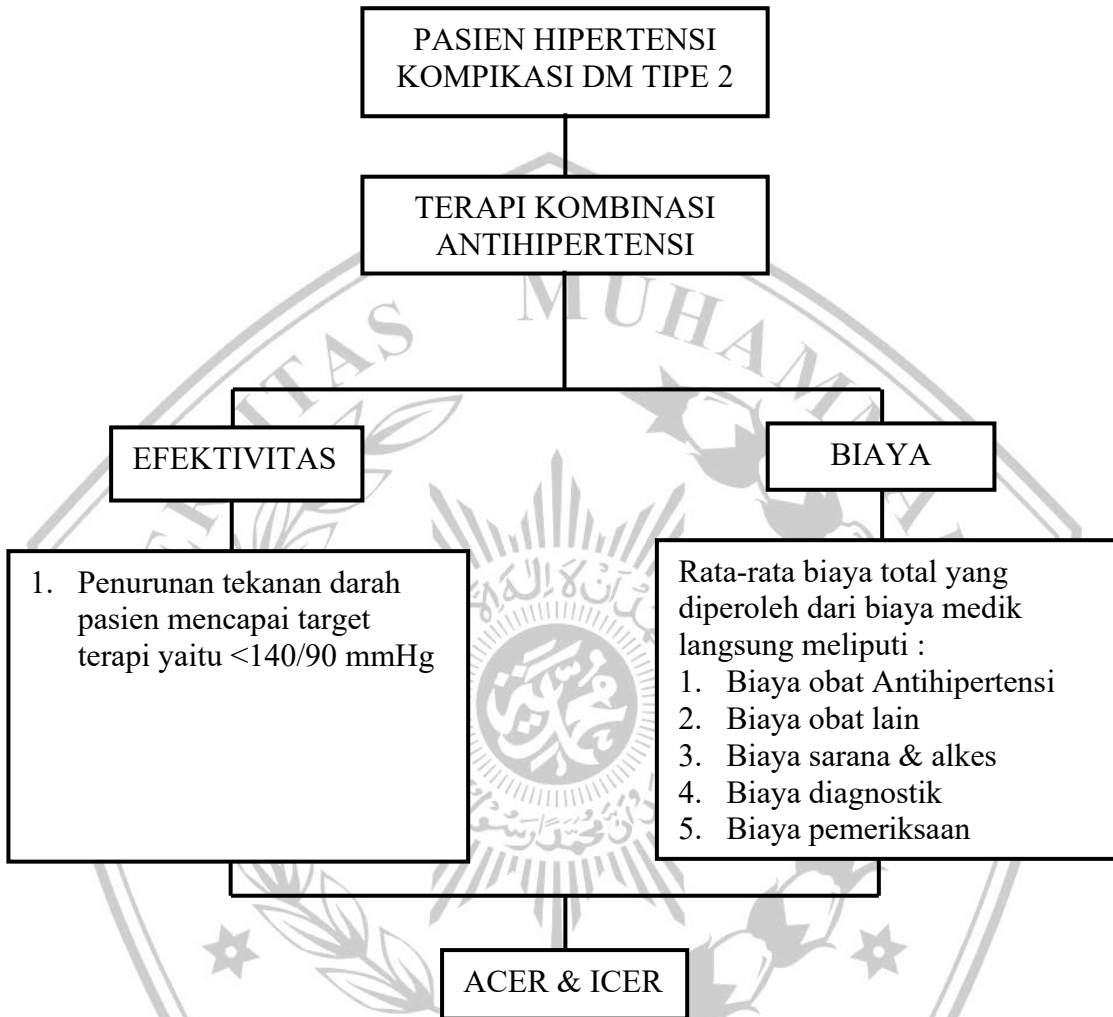 PASIEN HIPERTENSI
KOMPIKASI DM TIPE 2
TERAPI KOMBINASI
ANTIHIPERTENSI
EFEKTIVITAS
BIAYA
1. Penurunan tekanan darah
pasien mencapai target
terapi yaitu <140/90 mmHg
Rata-rata biaya total yang
diperoleh dari biaya medik
langsung meliputi :
1. Biaya obat Antihipertensi
2. Biaya obat lain
3. Biaya sarana & alkes
4. Biaya diagnostik
5. Biaya pemeriksaan
ACER & ICER